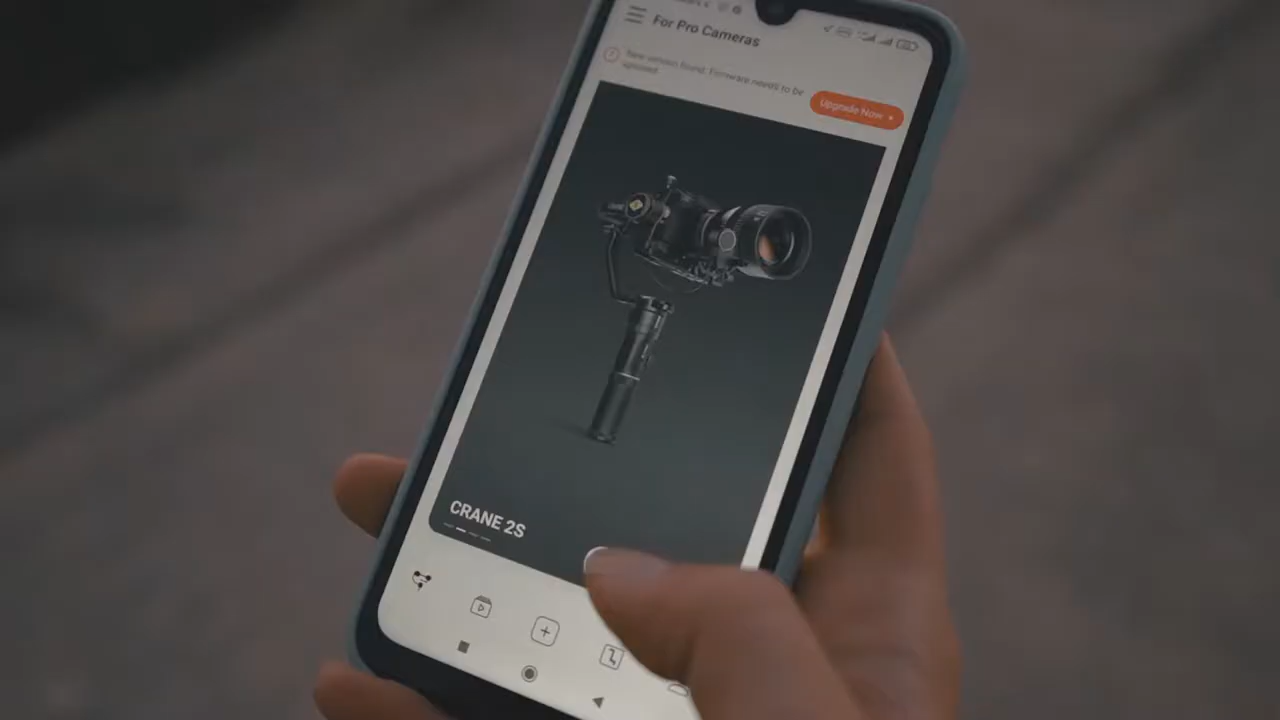 For Pro Cameras
New version found. Firmware needs to be
updated.
Upgrade Now
CRANE 2S